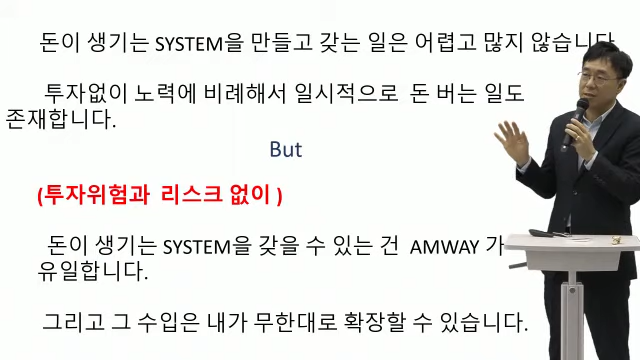 돈이 생기는 SYSTEM을 만들고 갖는 일은 어렵고 많지 않습니다
투자없이 노력에 비례해서 일시적으로 돈 버는 일도
존재합니다.
But
(투자위험과 리스크 없이 )
돈이 생기는 SYSTEM을 갖을 수 있는 건 AMWAY 가
유일합니다.
그리고 그 수입은 내가 무한대로 확장할 수 있습니다.